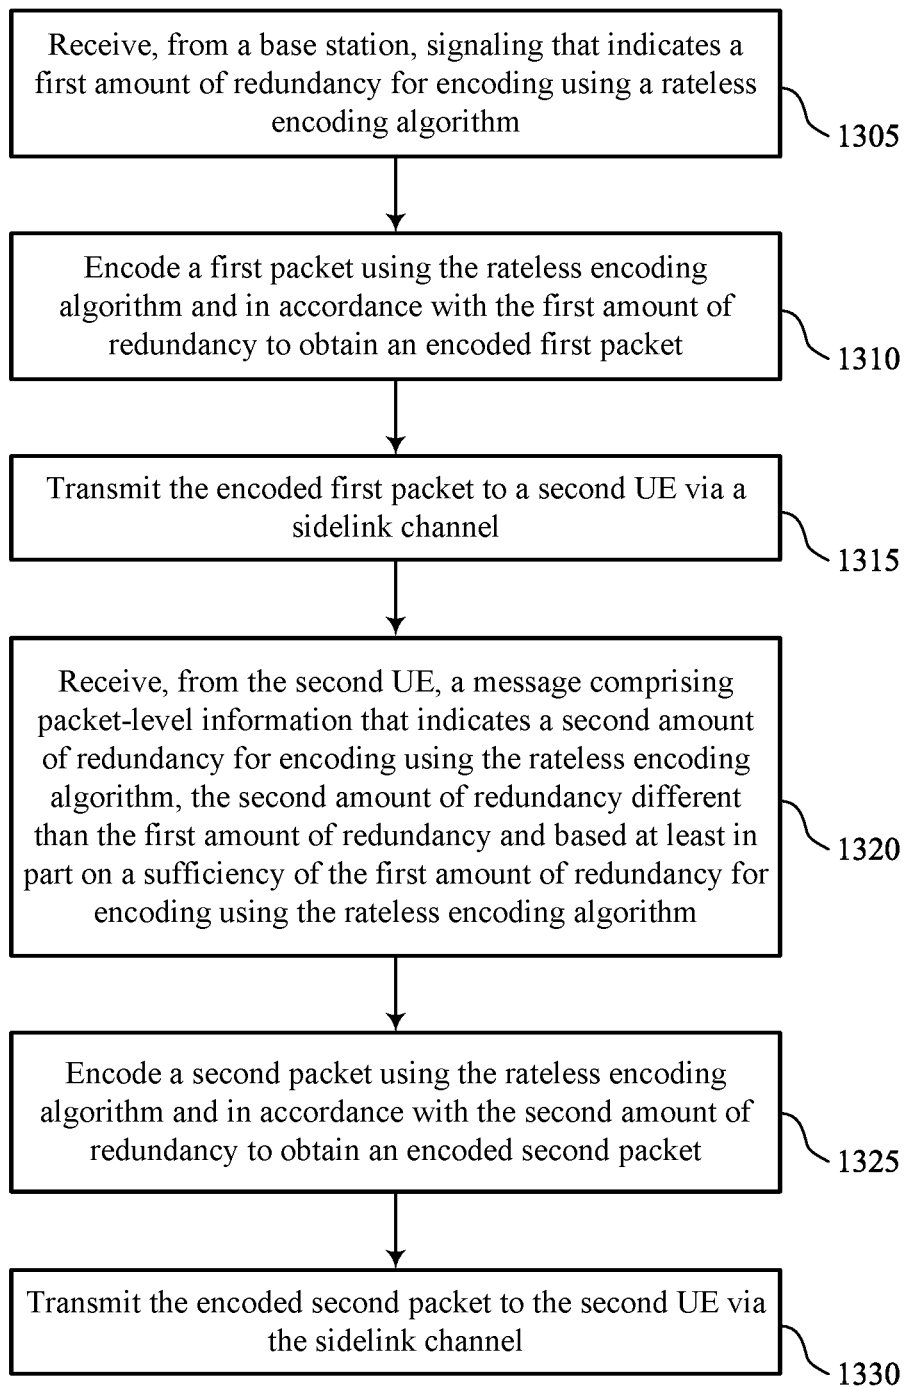 Receive, from a base station, signaling that indicates a
first amount of redundancy for encoding using a rateless
encoding algorithm
1305
Encode a first packet using the rateless encoding
algorithm and in accordance with the first amount of
redundancy to obtain an encoded first packet
1310
Transmit the encoded first packet to a second UE via a
sidelink channel
1315
Receive, from the second UE, a message comprising
packet-level information that indicates a second amount
of redundancy for encoding using the rateless encoding
algorithm, the second amount of redundancy different
than the first amount of redundancy and based at least in
part on a sufficiency of the first amount of redundancy for
encoding using the rateless encoding algorithm
1320
Encode a second packet using the rateless encoding
algorithm and in accordance with the second amount of
redundancy to obtain an encoded second packet
1325
Transmit the encoded second packet to the second UE via
the sidelink channel
1330